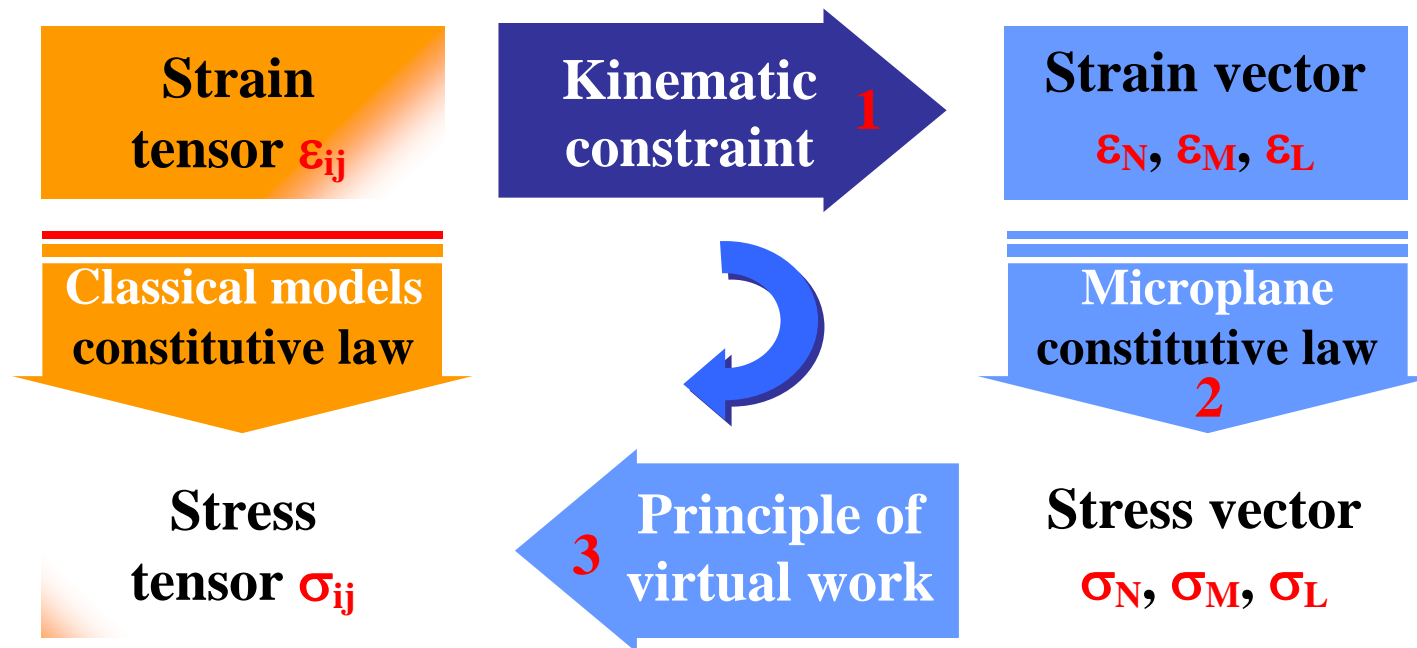 Strain
tensor εij
Kinematic
constraint 1
Strain vector
εN, εM, εL
Classical models
constitutive law
Microplane
constitutive law
2
Stress
tensor σij
3 Principle of
virtual work
Stress vector
σN, σM, σL